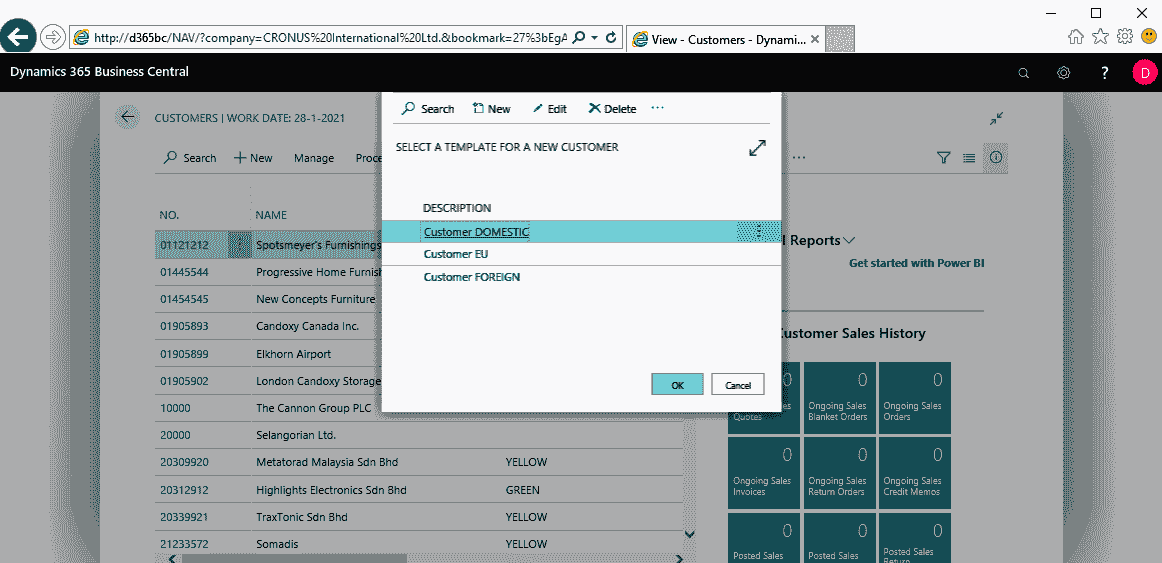 http://d365bc/NAV/?company=CRONUS%20International%20Ltd.&bookmark=27%3bEgA
View - Customers - Dynami...
Dynamics 365 Business Central
?
D
CUSTOMERS | WORK DATE: 28-1-2021
Search New Manage Proce
...
Search New Edit Delete ...
SELECT A TEMPLATE FOR A NEW CUSTOMER
DESCRIPTION
Customer DOMESTIC
Customer EU
Customer FOREIGN
OK Cancel
NO. NAME
01121212 Spotsmeyer's Furnishings
01445544 Progressive Home Furnish
01454545 New Concepts Furniture
01905893 Candoxy Canada Inc.
01905899 Elkhorn Airport
01905902 London Candoxy Storage
10000 The Cannon Group PLC
20000 Selangorian Ltd.
20309920 Metatorad Malaysia Sdn Bhd YELLOW
20312912 Highlights Electronics Sdn Bhd GREEN
20339921 TraxTonic Sdn Bhd YELLOW
21233572 Somadis YELLOW
l Reports
Get started with Power BI
ustomer Sales History
0 0 0
es Ongoing Sales Ongoing Sales
Quotes Blanket Orders Orders
0 0 0
Ongoing Sales Ongoing Sales Ongoing Sales
Invoices Return Orders Credit Memos
0 0 0
Posted Sales Posted Sales Posted Sales
Return